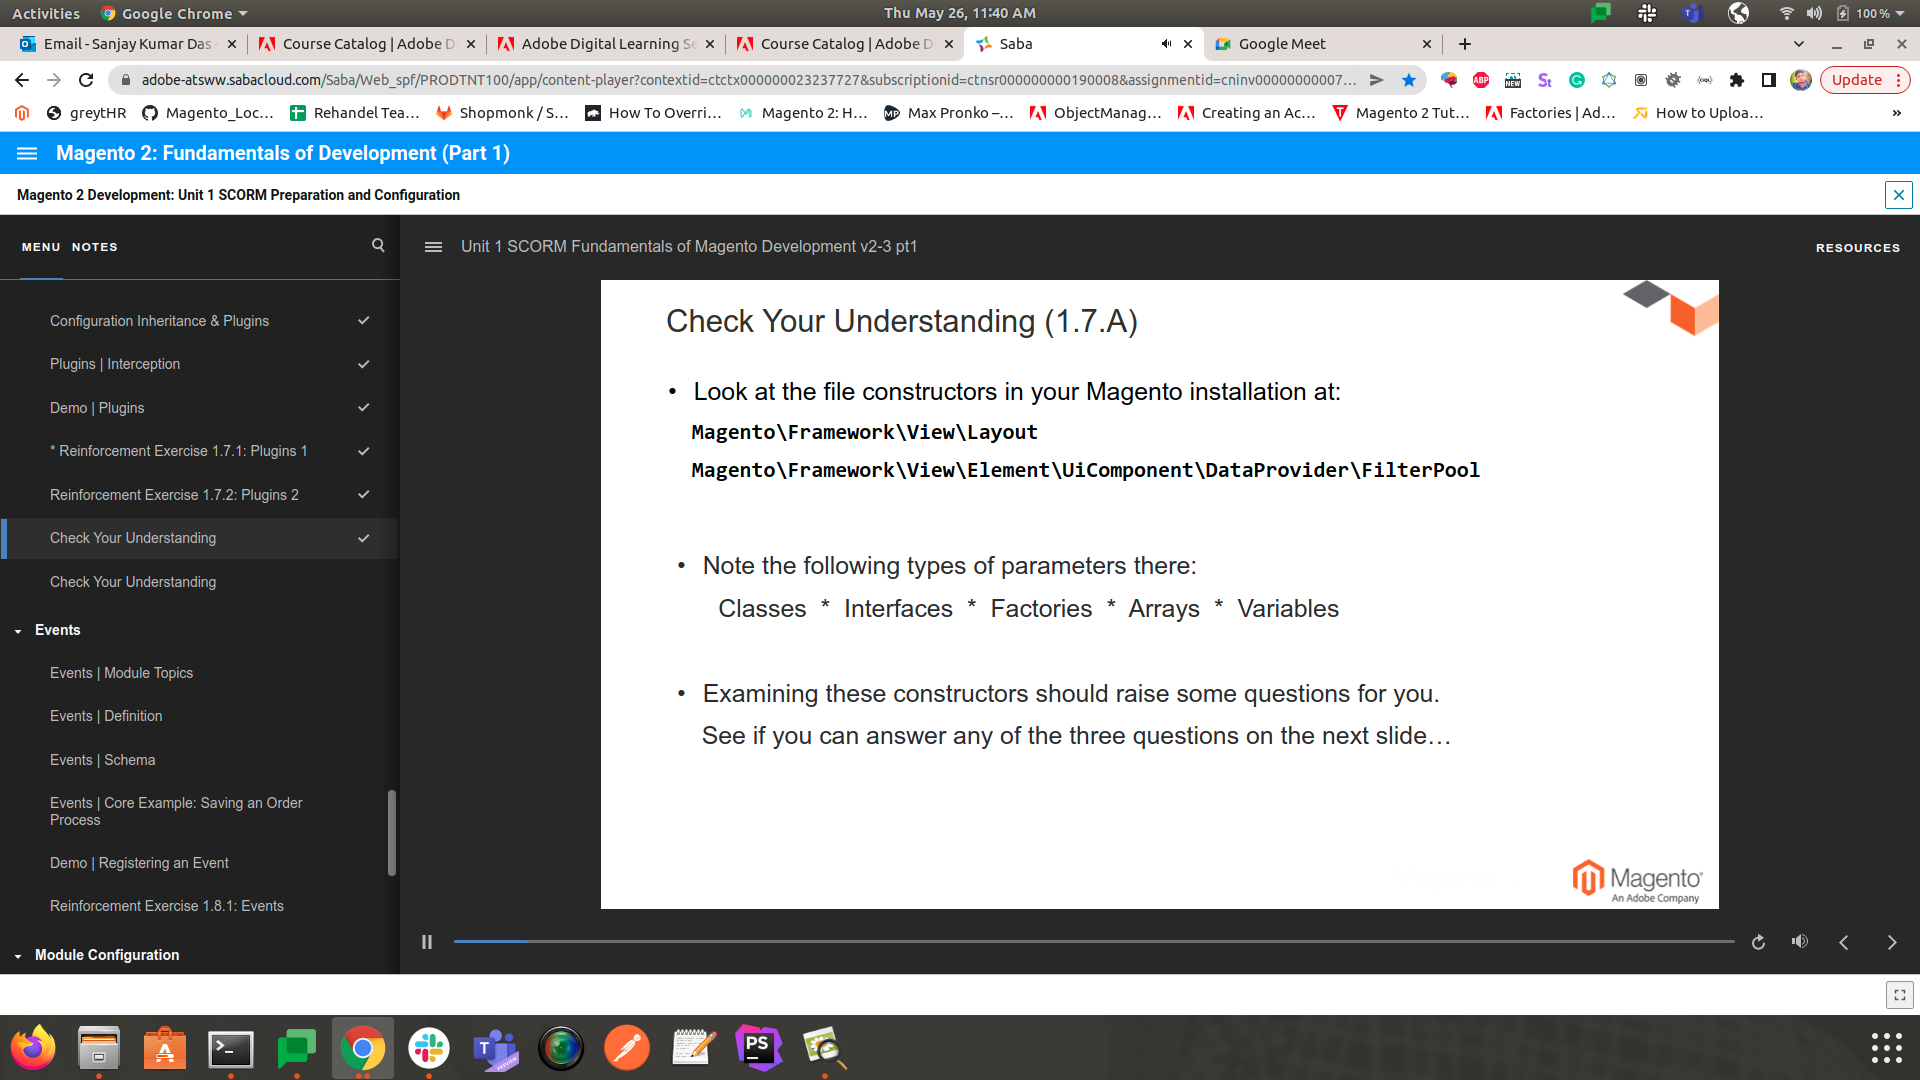 Activities
Google Chrome
Thu May 26, 11:40 AM
100 %
Email - Sanjay Kumar Das
Course Catalog | Adobe D
Adobe Digital Learning Se
Course Catalog | Adobe D
Saba
Google Meet
adobe-atsww.sabacloud.com/Saba/Web_spf/PRODTNT100/app/content-player?contextid=ctctx000000023237727&subscriptionid=ctnsr000000000190008&assignmentid=cninv00000000007...
ABP
NEW
Update
greytHR
Magento_Loc...
Rehandel Tea...
Shopmonk / S...
How To Overri...
Magento 2: H...
Max Pronko –...
ObjectManag...
Creating an Ac...
Magento 2 Tut...
Factories | Ad...
How to Uploa...
»
Magento 2: Fundamentals of Development (Part 1)
Magento 2 Development: Unit 1 SCORM Preparation and Configuration
MENU
NOTES
Unit 1 SCORM Fundamentals of Magento Development v2-3 pt1
RESOURCES
Configuration Inheritance & Plugins
Plugins | Interception
Demo | Plugins
* Reinforcement Exercise 1.7.1: Plugins 1
Reinforcement Exercise 1.7.2: Plugins 2
Check Your Understanding
Check Your Understanding
Events
Events | Module Topics
Events | Definition
Events | Schema
Events | Core Example: Saving an Order
Process
Demo | Registering an Event
Reinforcement Exercise 1.8.1: Events
Module Configuration
Check Your Understanding (1.7.A)
• Look at the file constructors in your Magento installation at:
Magento\Framework\View\Layout
Magento\Framework\View\Element\UiComponent\DataProvider\FilterPool
• Note the following types of parameters there:
Classes * Interfaces * Factories * Arrays * Variables
• Examining these constructors should raise some questions for you.
See if you can answer any of the three questions on the next slide…
Magento
An Adobe Company
PS